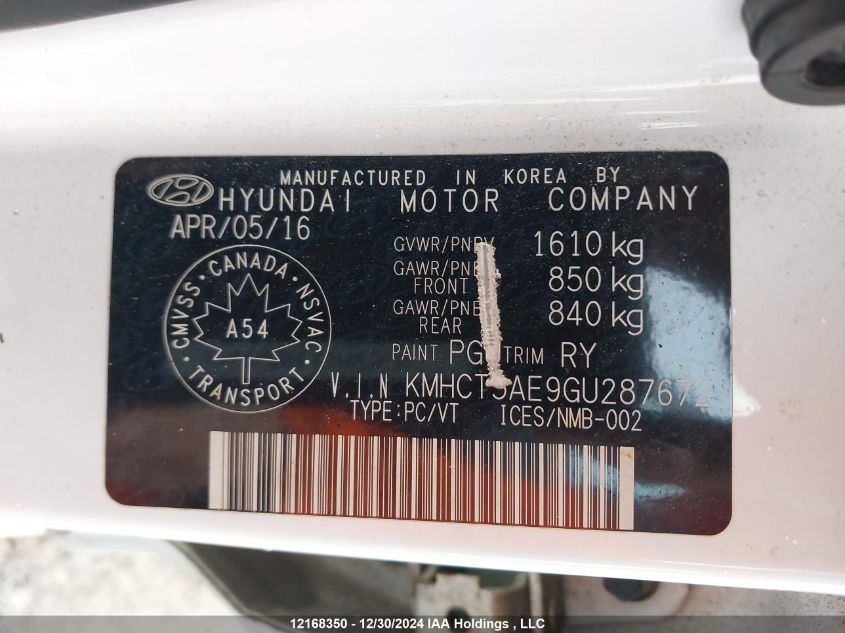 MANUFACTURED IN KOREA BY
HYUNDAI MOTOR COMPANY
APR/05/16
GVWR/PNBV 1610 kg
GAWR/PNBE FRONT 850 kg
GAWR/PNBE REAR 840 kg
PAINT TRIM RY
CMVSS · CANADA · NSVAC · TRANSPORT ·
A54
V.I.N KMHCT5AE9GU287672
TYPE:PC/VT ICES/NMB-002
12168350 - 12/30/2024 IAA Holdings , LLC